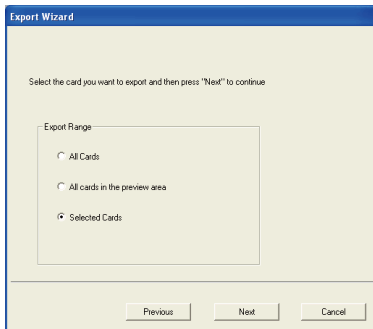 Export Wizard
Select the card you want to export and then press "Next" to continue
Export Range
All Cards
All cards in the preview area
Selected Cards
Previous Next Cancel